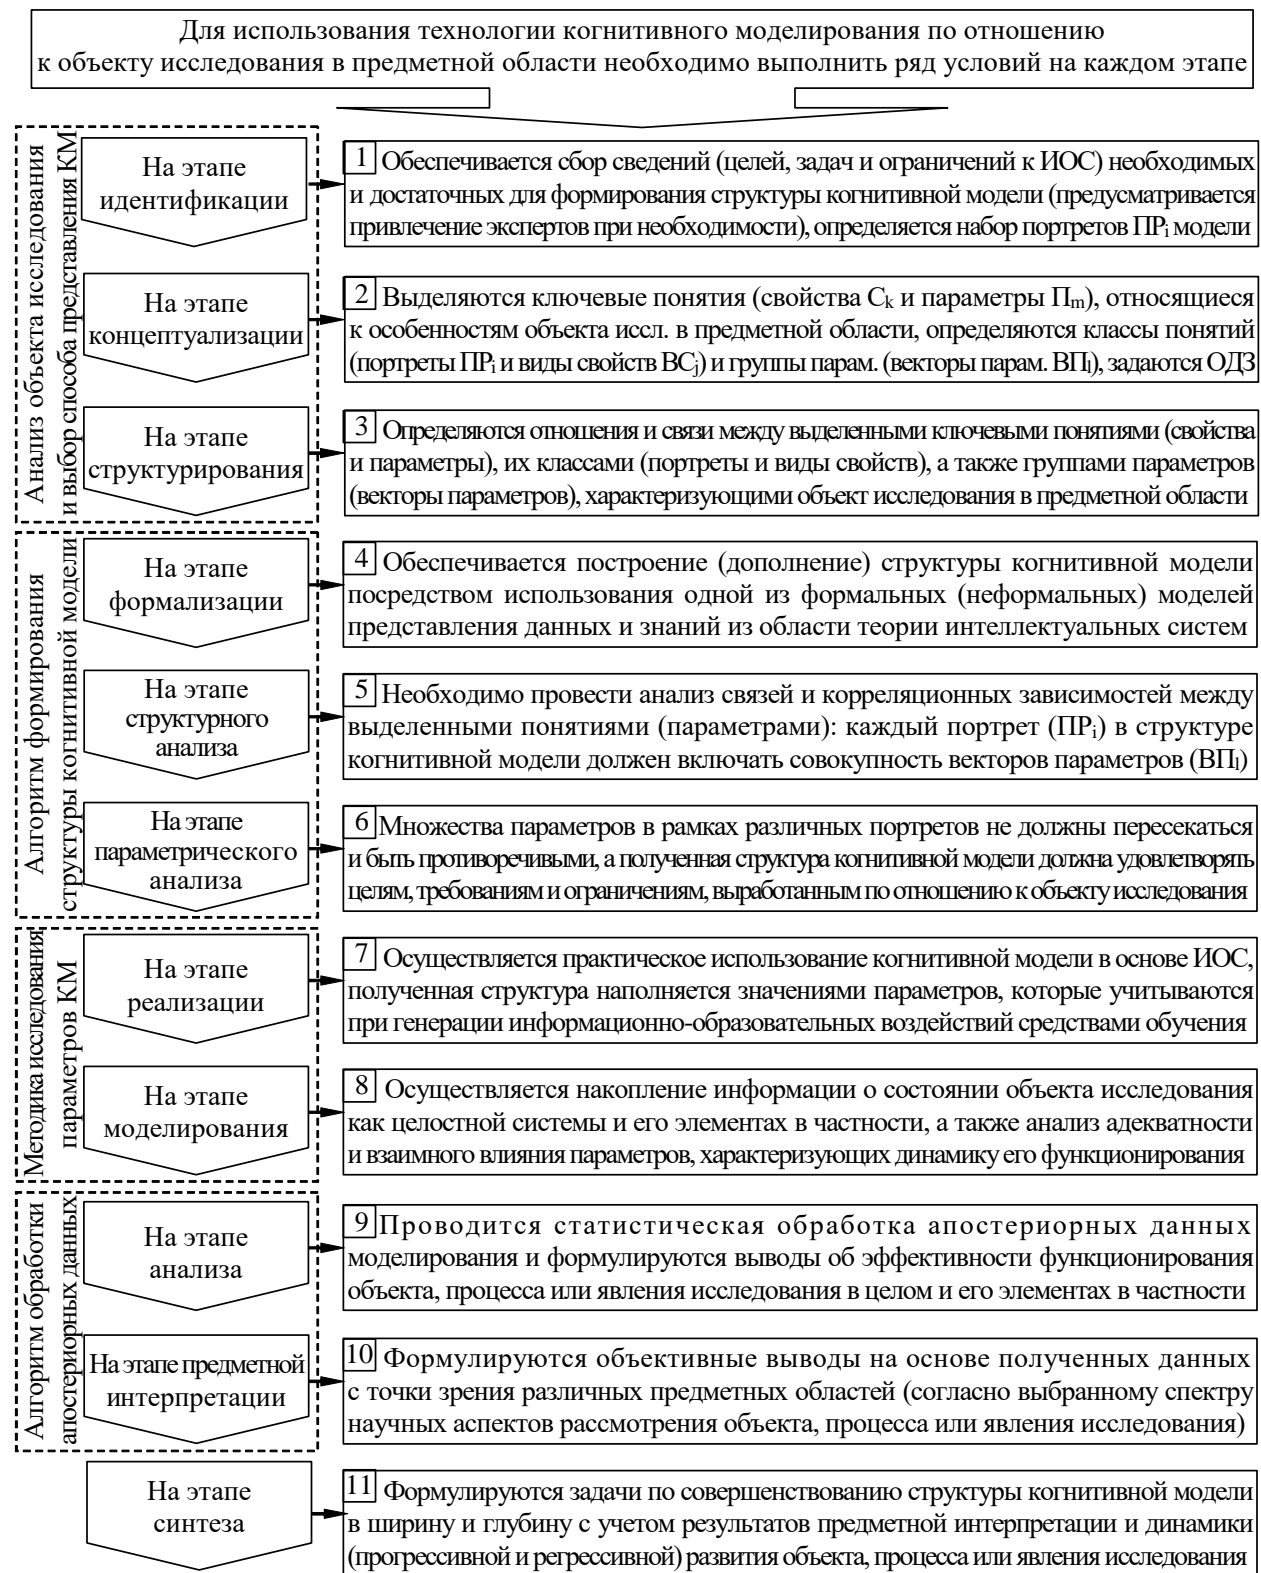 Для использования технологии когнитивного моделирования по отношению
к объекту исследования в предметной области необходимо выполнить ряд условий на каждом этапе
Анализ объекта исследования
и выбор способа представления КМ
На этапе
идентификации
1 Обеспечивается сбор сведений (целей, задач и ограничений к ИОС) необходимых
и достаточных для формирования структуры когнитивной модели (предусматривается
привлечение экспертов при необходимости), определяется набор портретов ПРi модели
На этапе
концептуализации
2 Выделяются ключевые понятия (свойства Сk и параметры Пm), относящиеся
к особенностям объекта иссл. в предметной области, определяются классы понятий
(портреты ПРi и виды свойств ВСj) и группы парам. (векторы парам. ВПl), задаются ОДЗ
На этапе
структурирования
3 Определяются отношения и связи между выделенными ключевыми понятиями (свойства
и параметры), их классами (портреты и виды свойств), а также группами параметров
(векторы параметров), характеризующими объект исследования в предметной области
Алгоритм формирования
структуры когнитивной модели
На этапе
формализации
4 Обеспечивается построение (дополнение) структуры когнитивной модели
посредством использования одной из формальных (неформальных) моделей
представления данных и знаний из области теории интеллектуальных систем
На этапе
структурного
анализа
5 Необходимо провести анализ связей и корреляционных зависимостей между
выделенными понятиями (параметрами): каждый портрет (ПРi) в структуре
когнитивной модели должен включать совокупность векторов параметров (ВПl)
На этапе
параметрического
анализа
6 Множества параметров в рамках различных портретов не должны пересекаться
и быть противоречивыми, а полученная структура когнитивной модели должна удовлетворять
целям, требованиям и ограничениям, выработанным по отношению к объекту исследования
Методика исследования
параметров КМ
На этапе
реализации
7 Осуществляется практическое использование когнитивной модели в основе ИОС,
полученная структура наполняется значениями параметров, которые учитываются
при генерации информационно-образовательных воздействий средствами обучения
На этапе
моделирования
8 Осуществляется накопление информации о состоянии объекта исследования
как целостной системы и его элементах в частности, а также анализ адекватности
и взаимного влияния параметров, характеризующих динамику его функционирования
Алгоритм обработки
апостериорных данных
На этапе
анализа
9 Проводится статистическая обработка апостериорных данных
моделирования и формулируются выводы об эффективности функционирования
объекта, процесса или явления исследования в целом и его элементах в частности
На этапе предметной
интерпретации
10 Формулируются объективные выводы на основе полученных данных
с точки зрения различных предметных областей (согласно выбранному спектру
научных аспектов рассмотрения объекта, процесса или явления исследования)
На этапе
синтеза
11 Формулируются задачи по совершенствованию структуры когнитивной модели
в ширину и глубину с учетом результатов предметной интерпретации и динамики
(прогрессивной и регрессивной) развития объекта, процесса или явления исследования